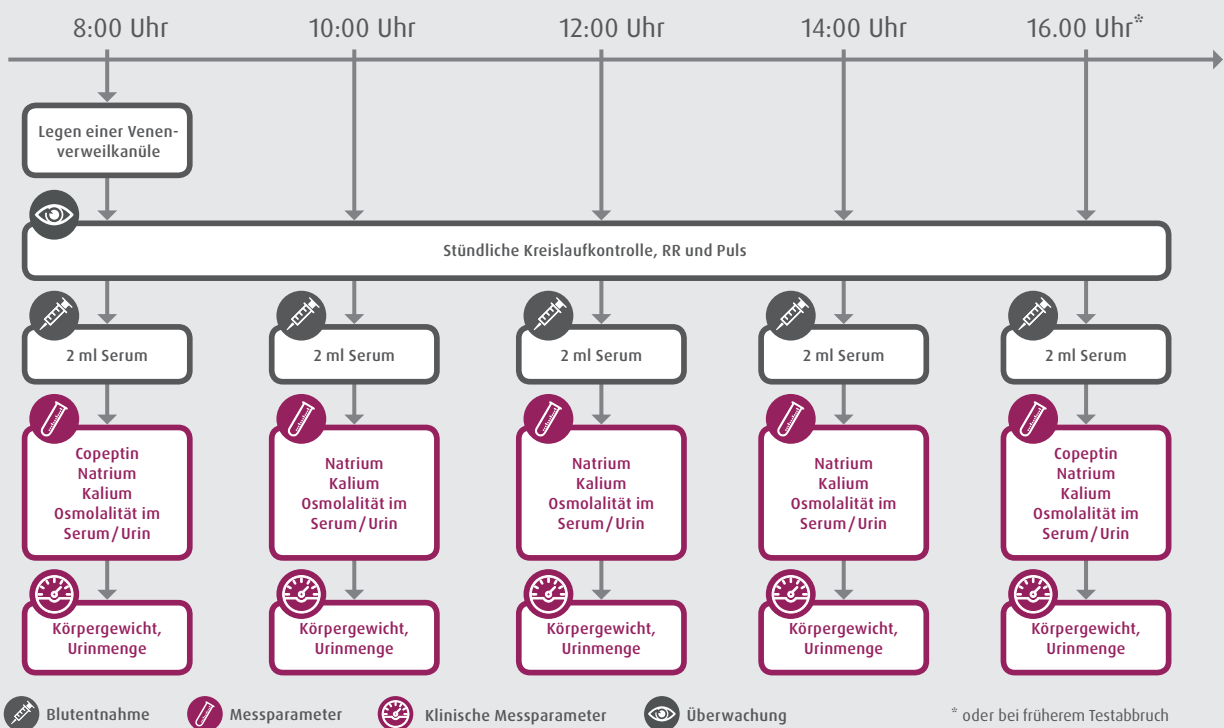 8:00 Uhr
10:00 Uhr
12:00 Uhr
14:00 Uhr
16.00 Uhr*
Legen einer Venen-
verweilkanüle
Stündliche Kreislaufkontrolle, RR und Puls
2 ml Serum
2 ml Serum
2 ml Serum
2 ml Serum
2 ml Serum
Copeptin
Natrium
Kalium
Osmolalität im
Serum/Urin
Natrium
Kalium
Osmolalität im
Serum/Urin
Natrium
Kalium
Osmolalität im
Serum/Urin
Natrium
Kalium
Osmolalität im
Serum/Urin
Copeptin
Natrium
Kalium
Osmolalität im
Serum/Urin
Körpergewicht,
Urinmenge
Körpergewicht,
Urinmenge
Körpergewicht,
Urinmenge
Körpergewicht,
Urinmenge
Körpergewicht,
Urinmenge
Blutentnahme
Messparameter
Klinische Messparameter
Überwachung
* oder bei früherem Testabbruch